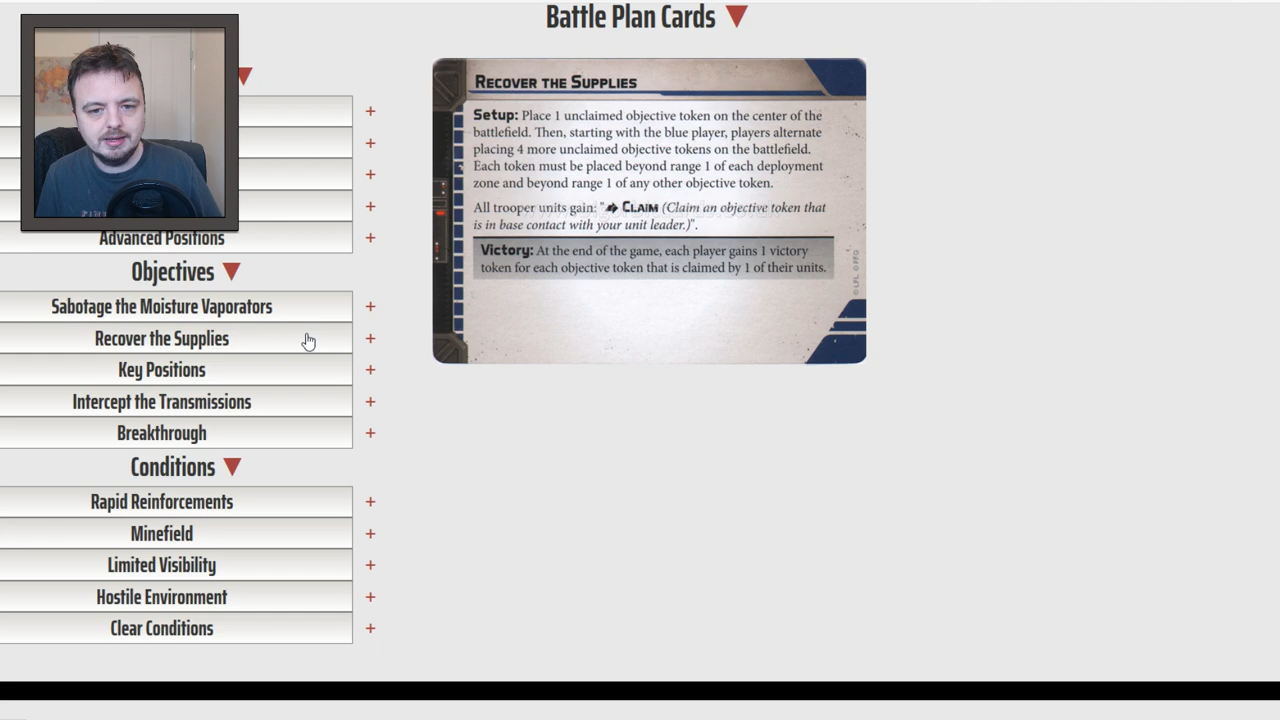 Battle Plan Cards
Advanced Positions
Objectives
Sabotage the Moisture Vaporators
+
Recover the Supplies
+
Key Positions
+
Intercept the Transmissions
+
Breakthrough
+
Conditions
Rapid Reinforcements
+
Minefield
+
Limited Visibility
+
Hostile Environment
+
Clear Conditions
+
RECOVER THE SUPPLIES
Setup: Place 1 unclaimed objective token on the center of the
battlefield. Then, starting with the blue player, players alternate
placing 4 more unclaimed objective tokens on the battlefield.
Each token must be placed beyond range 1 of each deployment
zone and beyond range 1 of any other objective token.
All trooper units gain: "CLAIM (Claim an objective token that
is in base contact with your unit leader.)".
Victory: At the end of the game, each player gains 1 victory
token for each objective token that is claimed by 1 of their units.
©LFL ©FFG